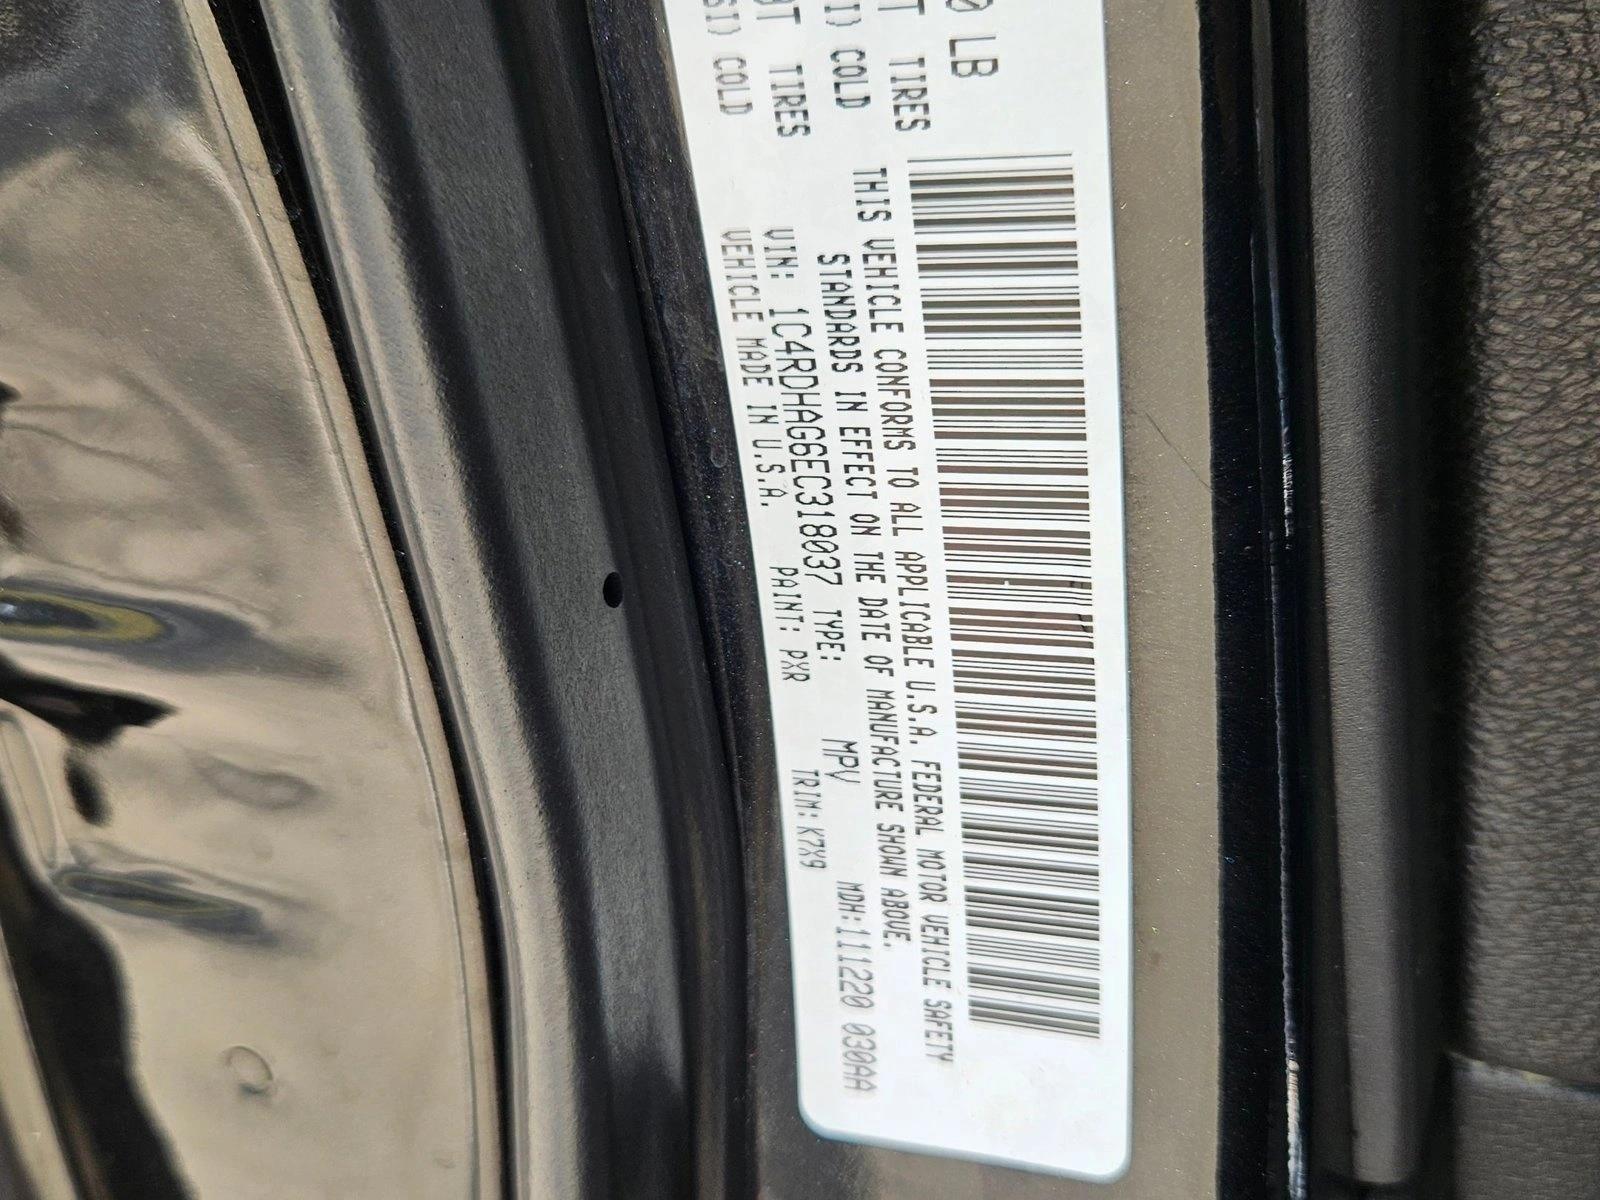 0 LB
T TIRES
I) COLD
T TIRES
SI) COLD
THIS VEHICLE CONFORMS TO ALL APPLICABLE U.S.A. FEDERAL MOTOR VEHICLE SAFETY
STANDARDS IN EFFECT ON THE DATE OF MANUFACTURE SHOWN ABOVE.
VIN: 1C4RDHAG6EC318037 TYPE: MPV MDH:111220 030AA
VEHICLE MADE IN U.S.A. PAINT: PXR TRIM:K7X9